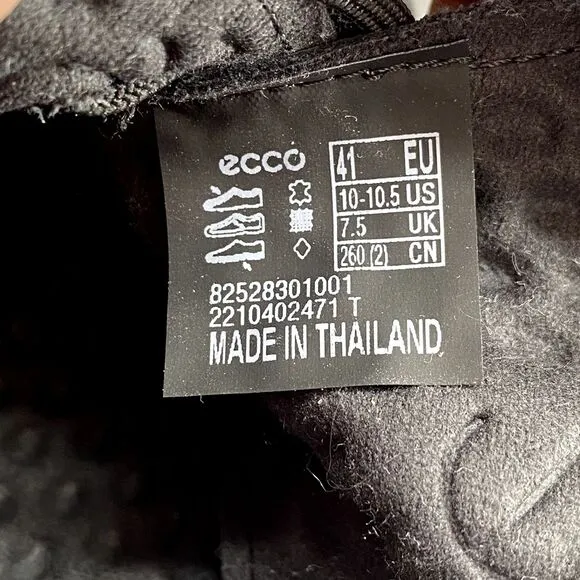 ecco
41 EU
10-10.5 US
7.5 UK
260 (2) CN
82528301001
2210402471 T
MADE IN THAILAND